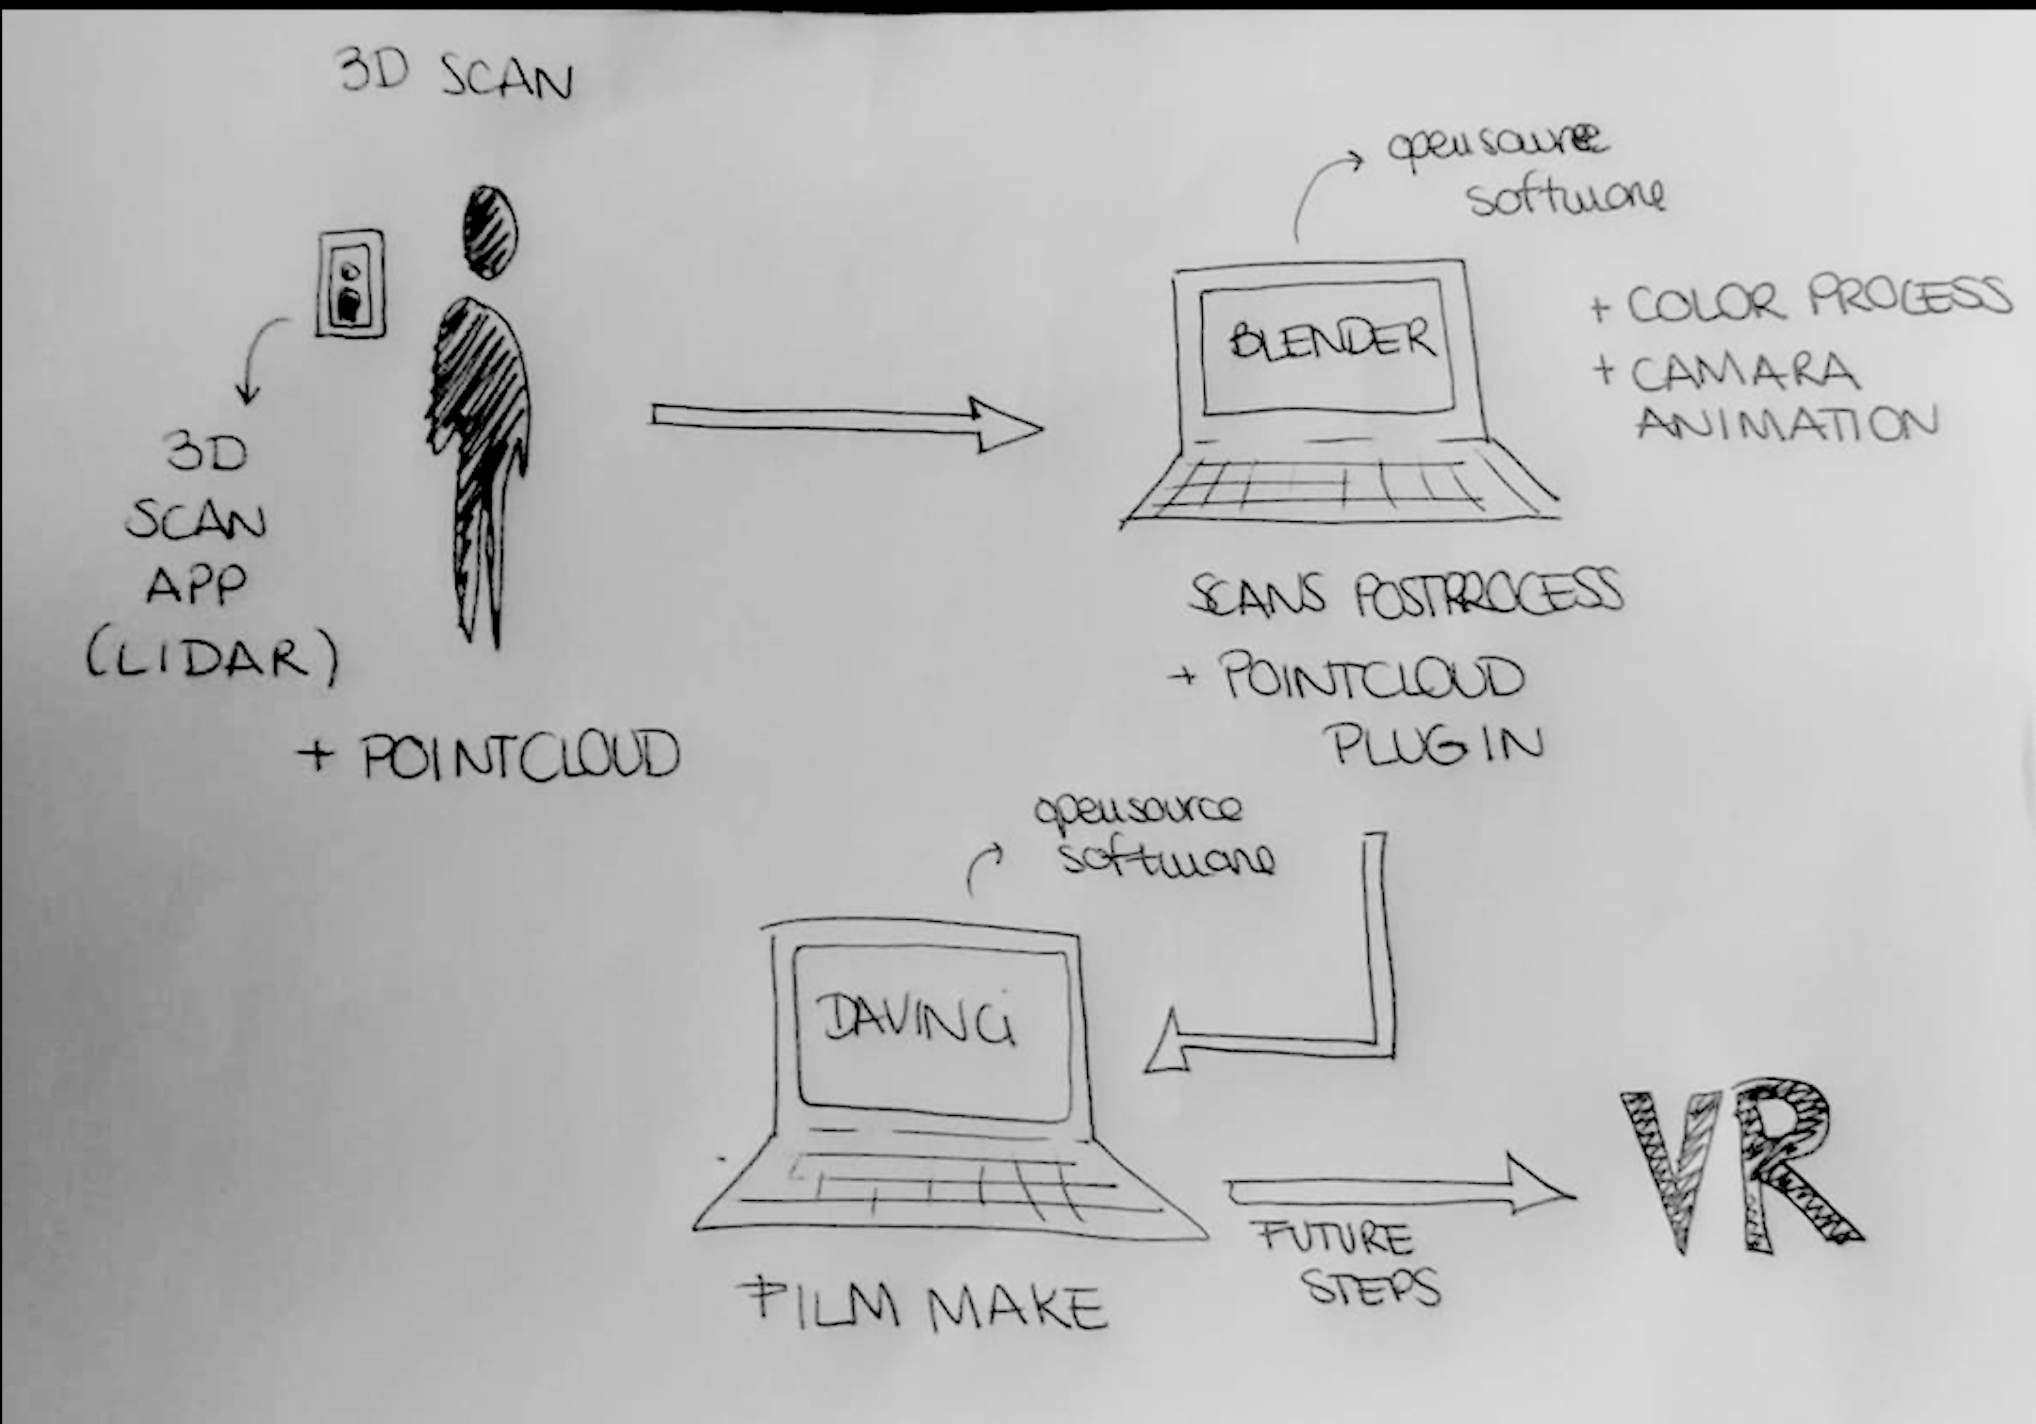 3D SCAN
3D
SCAN
APP
(LIDAR)
+ POINTCLOUD
opensource
software
BLENDER
+ COLOR PROCESS
+ CAMARA
ANIMATION
SCANS POSTPROCESS
+ POINTCLOUD
PLUGIN
opensource
software
DAVINCi
FILM MAKE
FUTURE
STEPS
VR